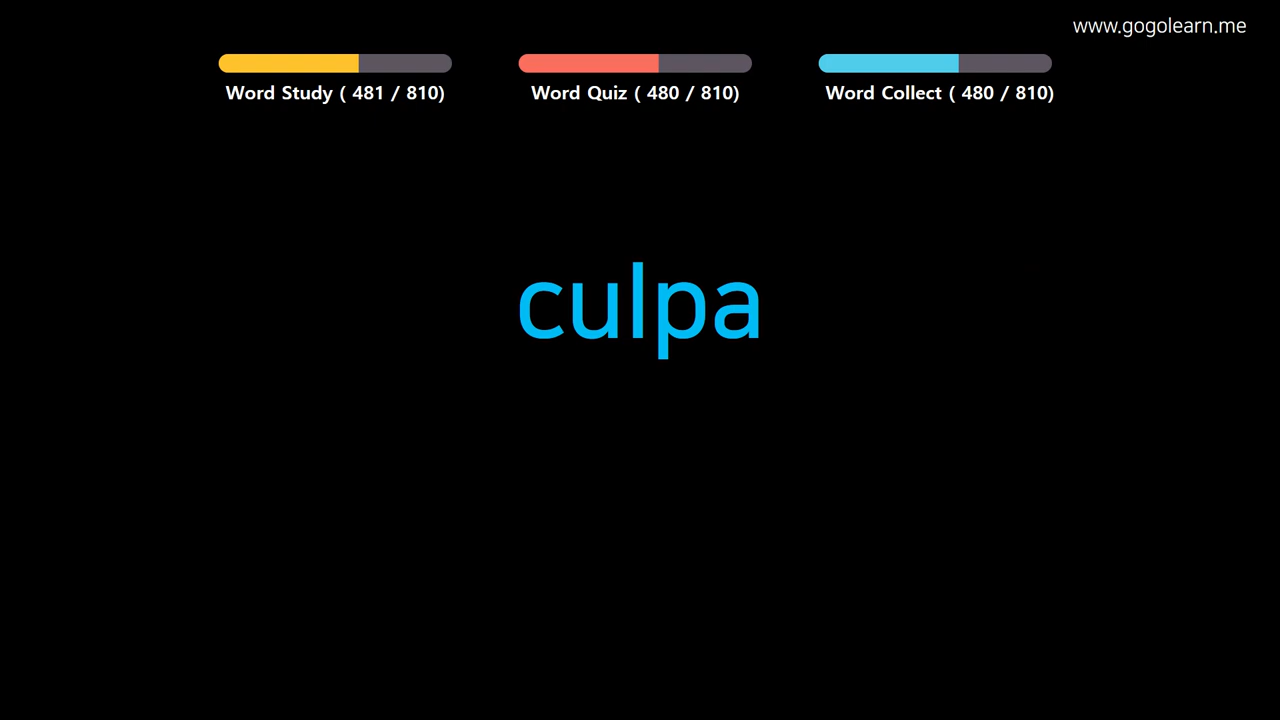 www.gogolearn.me
Word Study ( 481 / 810)
Word Quiz ( 480 / 810)
Word Collect ( 480 / 810)
culpa